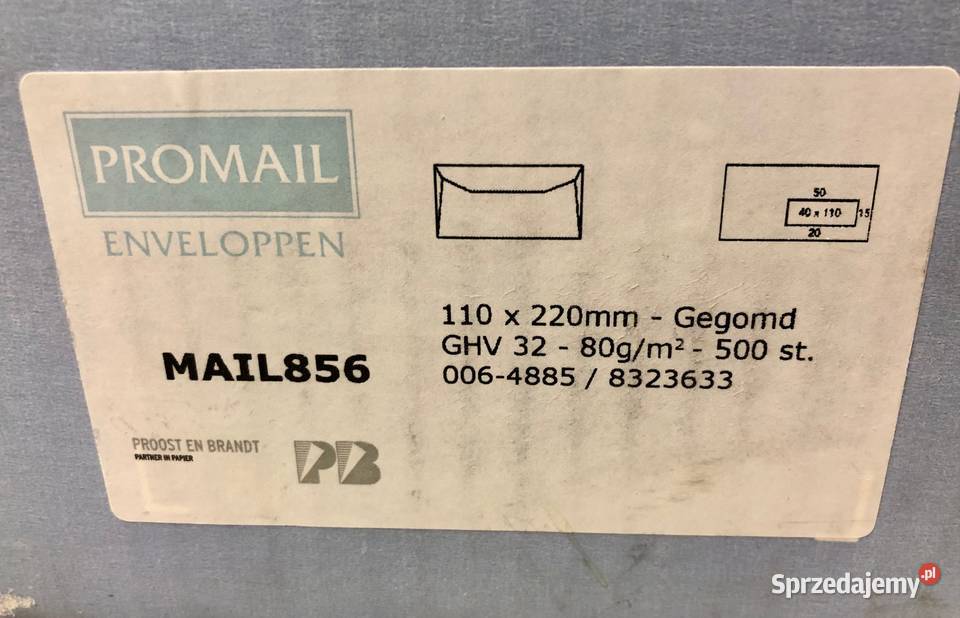 PROMAIL
ENVELOPPEN
50
40 x 110
15
20
110 x 220mm - Gegomd
GHV 32 - 80g/m² - 500 st.
006-4885 / 8323633
MAIL856
PROOST EN BRANDT
PARTNER IN PAPIER
PB
Sprzedajemy.pl